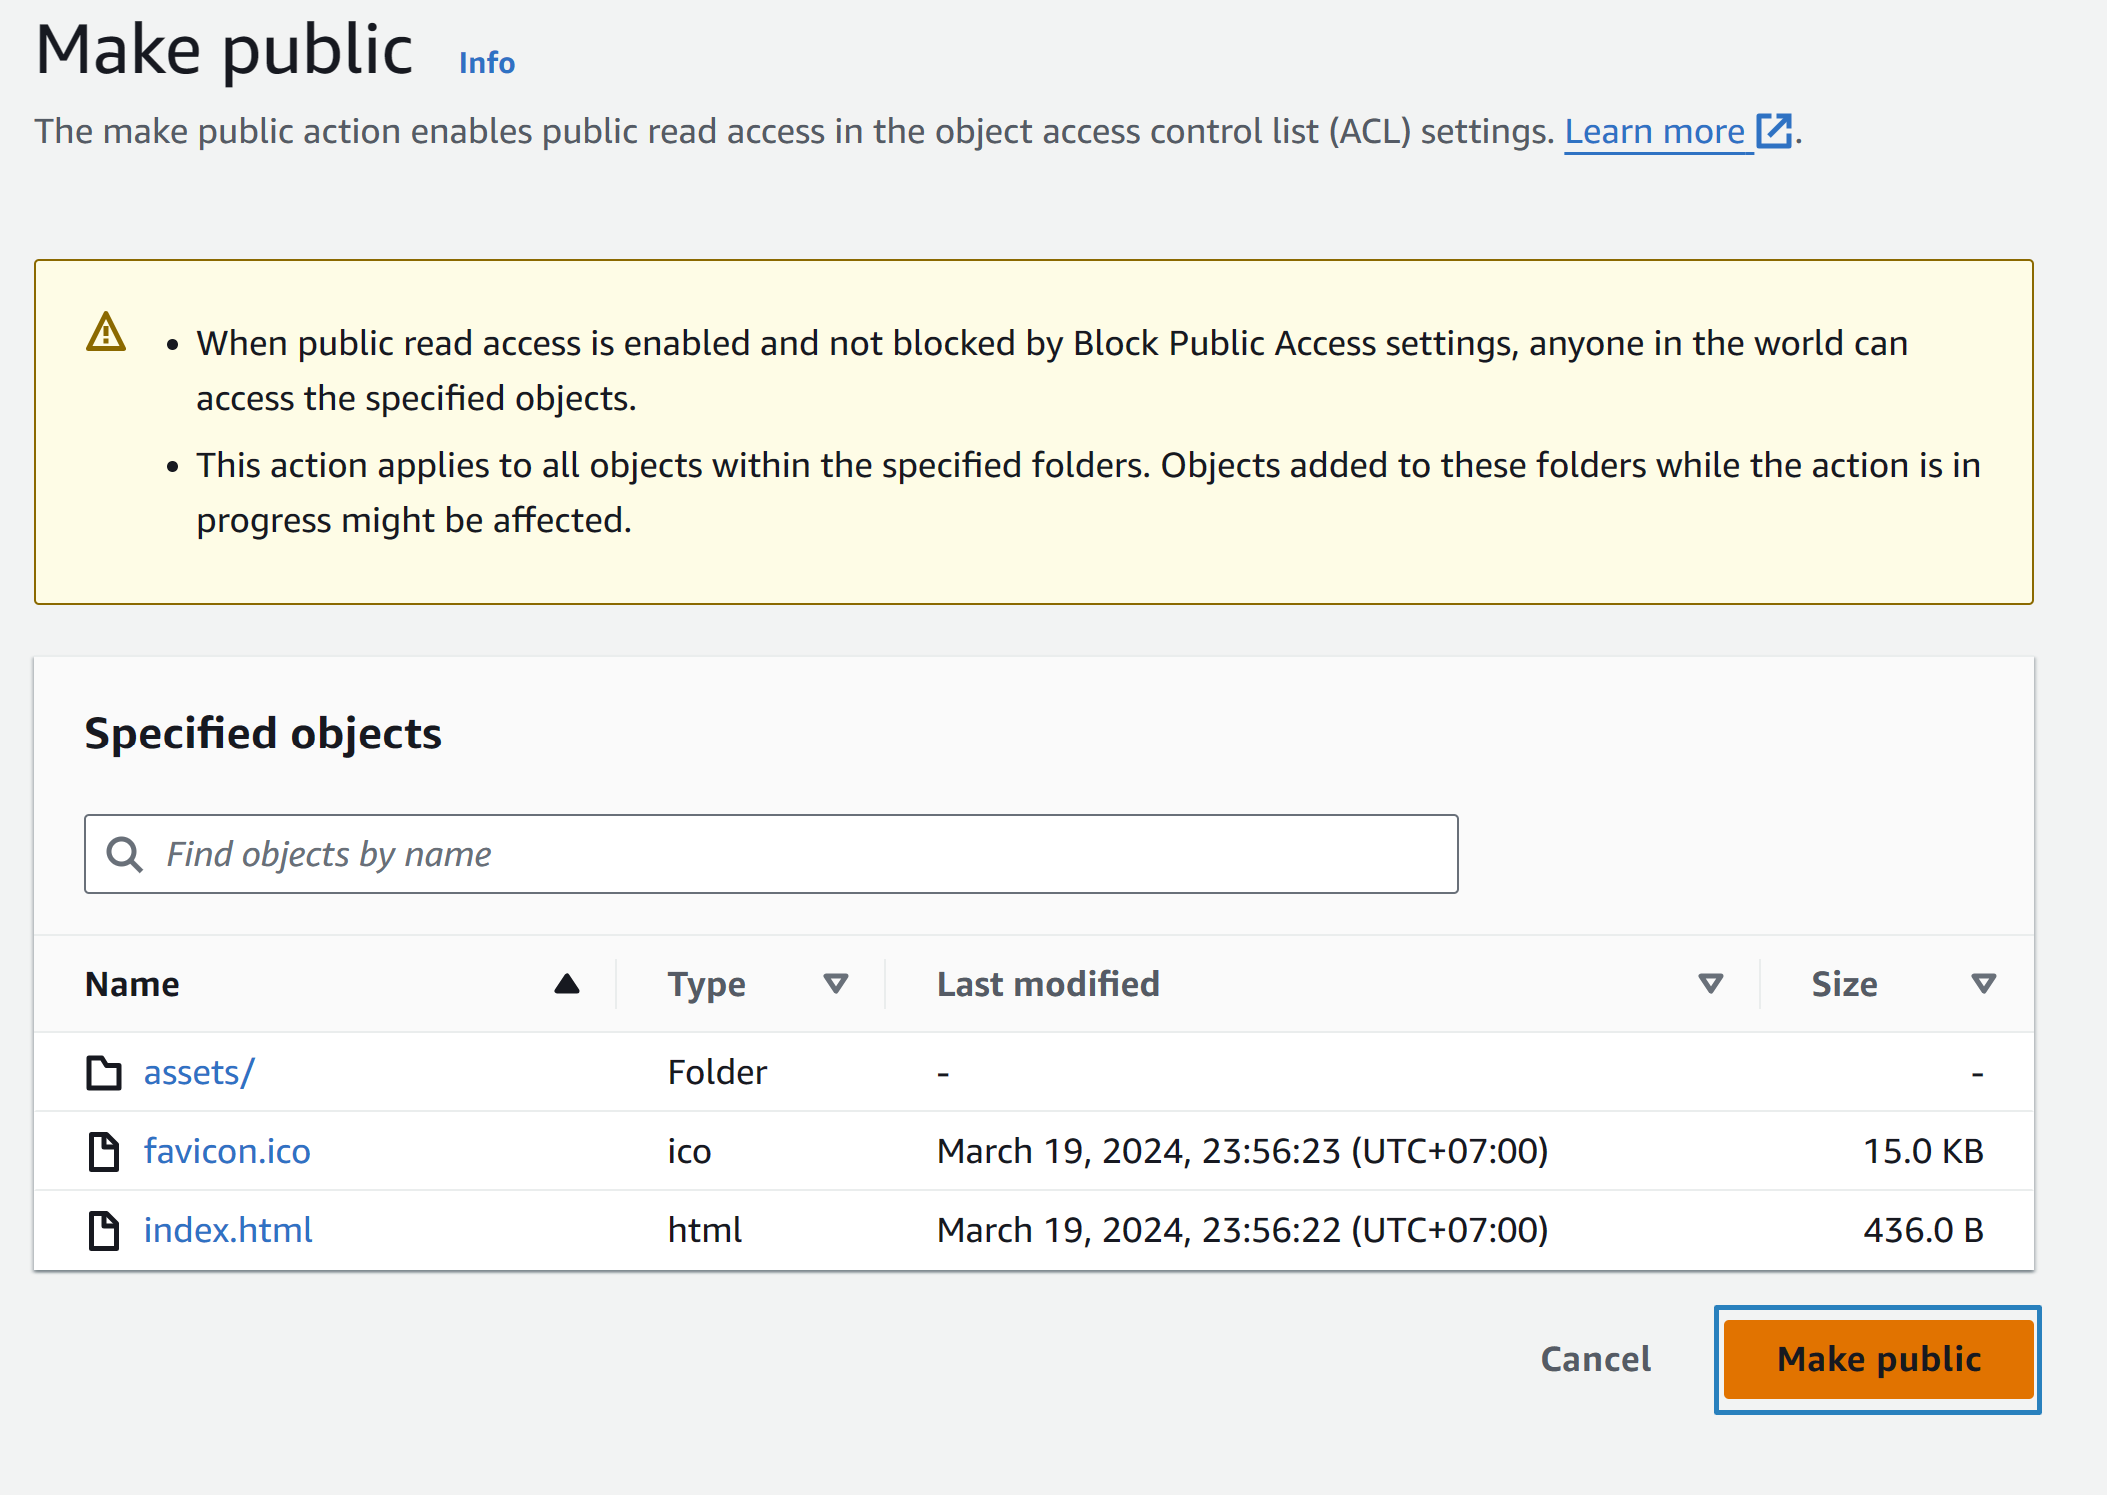 Make public Info
The make public action enables public read access in the object access control list (ACL) settings. Learn more.
• When public read access is enabled and not blocked by Block Public Access settings, anyone in the world can
access the specified objects.
• This action applies to all objects within the specified folders. Objects added to these folders while the action is in
progress might be affected.
Specified objects
Find objects by name
Name Type Last modified Size
assets/ Folder - -
favicon.ico ico March 19, 2024, 23:56:23 (UTC+07:00) 15.0 KB
index.html html March 19, 2024, 23:56:22 (UTC+07:00) 436.0 B
Cancel Make public